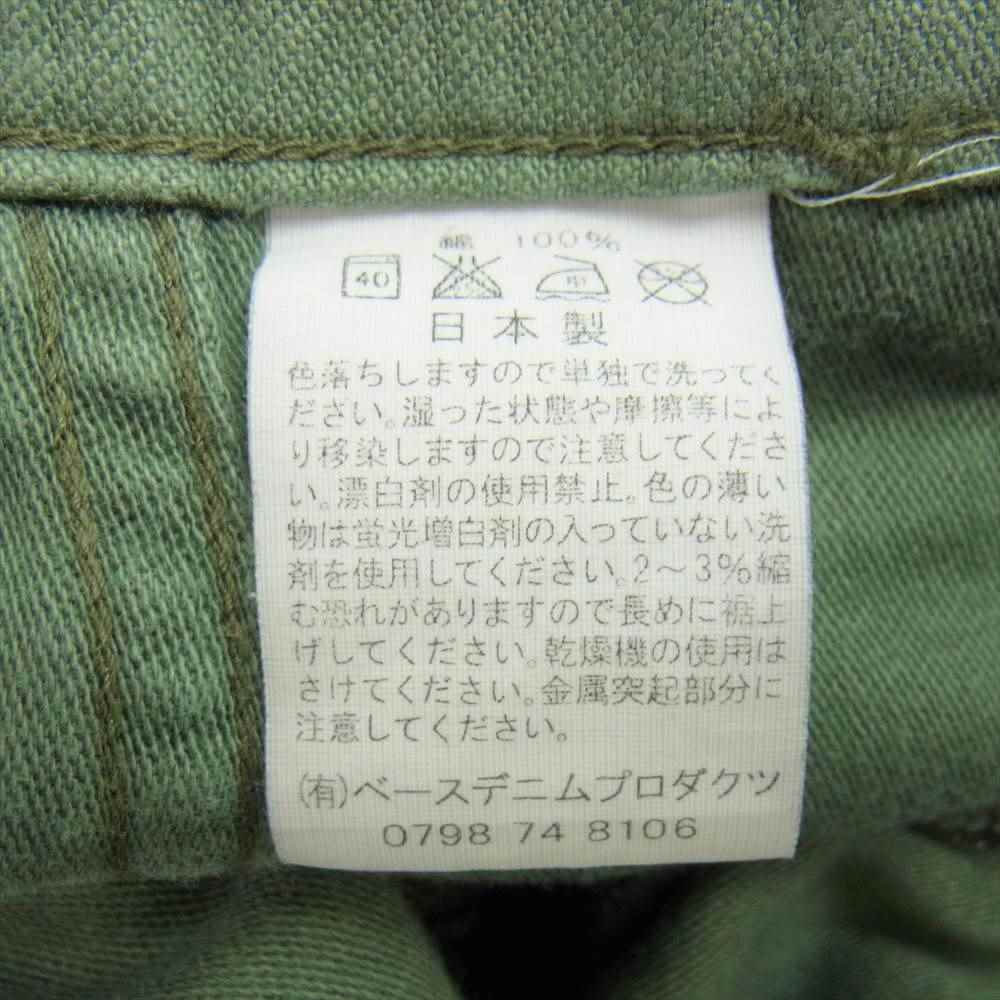 綿 100%
40 中
日本製
色落ちしますので単独で洗ってく
ださい。湿った状態や摩擦等によ
り移染しますので注意してくださ
い。漂白剤の使用禁止。色の薄い
物は蛍光増白剤の入っていない洗
剤を使用してください。2～3%縮
む恐れがありますので長めに裾上
げしてください。乾燥機の使用は
さけてください。金属突起部分に
注意してください。
(有)ベースデニムプロダクツ
0798 74 8106